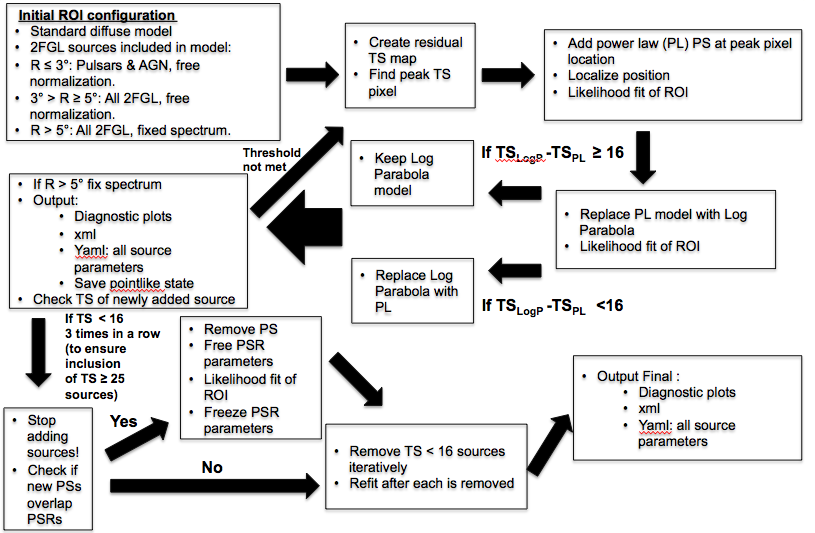 Initial ROI configuration
• Standard diffuse model
• 2FGL sources included in model:
• R ≤ 3°: Pulsars & AGN, free
normalization.
• 3° > R ≥ 5°: All 2FGL, free
normalization.
• R > 5°: All 2FGL, fixed spectrum.
• Create residual
TS map
• Find peak TS
pixel
• Add power law (PL) PS at peak pixel
location
• Localize position
• Likelihood fit of ROI
Threshold
not met
• Keep Log
Parabola
model
If TSLogP -TSPL ≥ 16
• If R > 5° fix spectrum
• Output:
• Diagnostic plots
• xml
• Yaml: all source
parameters
• Save pointlike state
• Check TS of newly added source
• Replace PL model with Log
Parabola
• Likelihood fit of ROI
• Replace Log
Parabola with
PL
If TSLogP -TSPL <16
If TS < 16
3 times in a row
(to ensure
inclusion
of TS ≥ 25
sources)
• Remove PS
• Free PSR
parameters
• Likelihood fit of
ROI
• Freeze PSR
parameters
• Output Final :
• Diagnostic plots
• xml
• Yaml: all source
parameters
• Stop
adding
sources!
• Check if
new PSs
overlap
PSRs
Yes
No
• Remove TS < 16 sources
iteratively
• Refit after each is removed